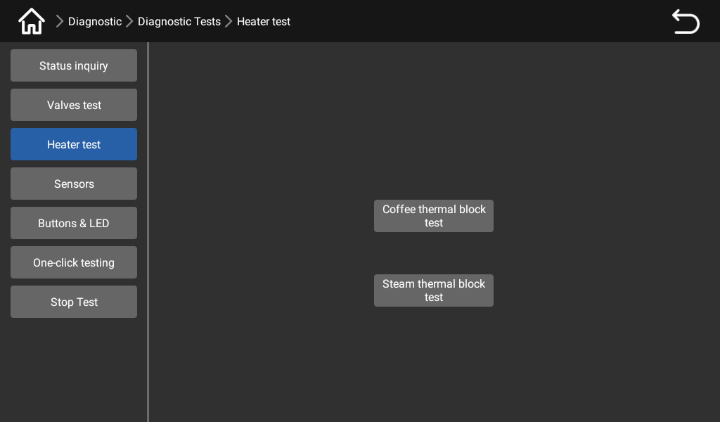 Diagnostic Diagnostic Tests Heater test
Status inquiry
Valves test
Heater test
Sensors
Buttons & LED
One-click testing
Stop Test
Coffee thermal block
test
Steam thermal block
test